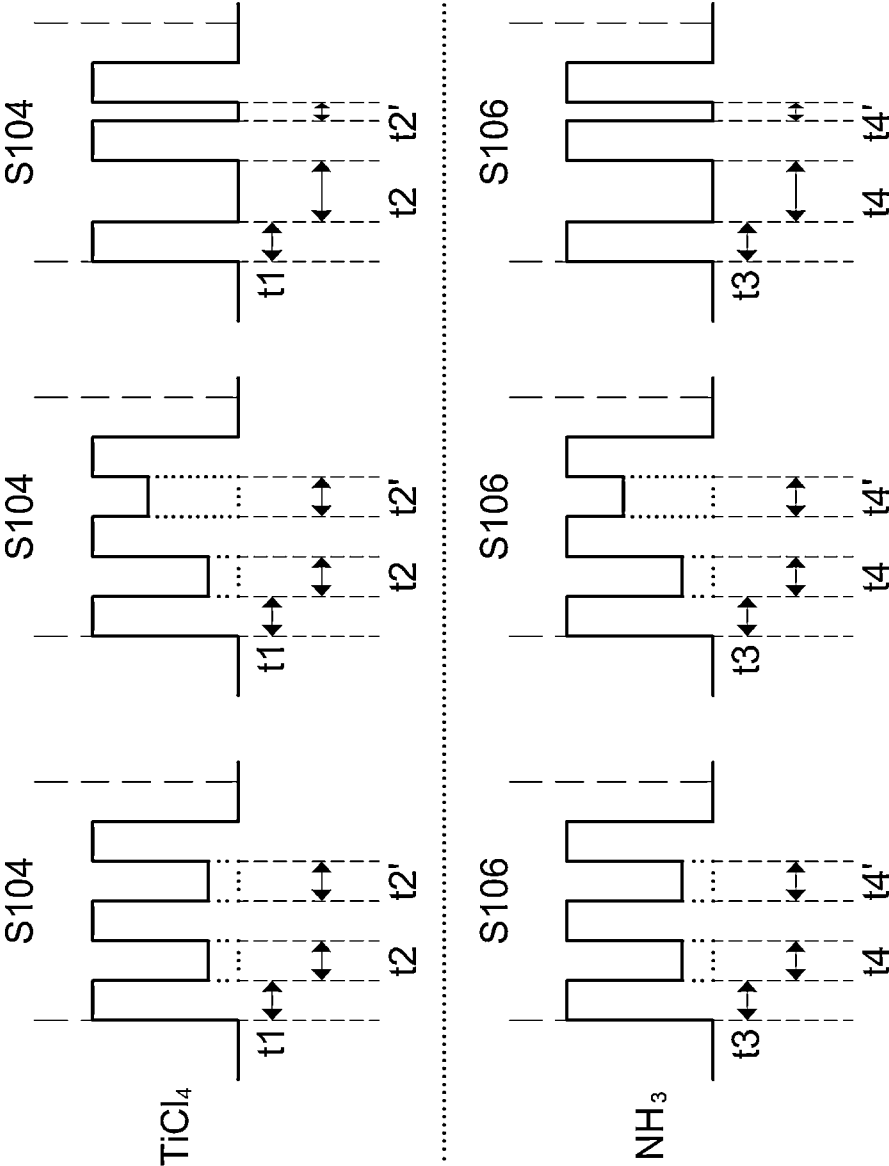 S104 S104 S104
TiCl₄
t1 t1 t1
t2 t2' t2 t2' t2 t2'
S106 S106 S106
NH₃
t3 t3 t3
t4 t4' t4 t4' t4 t4'